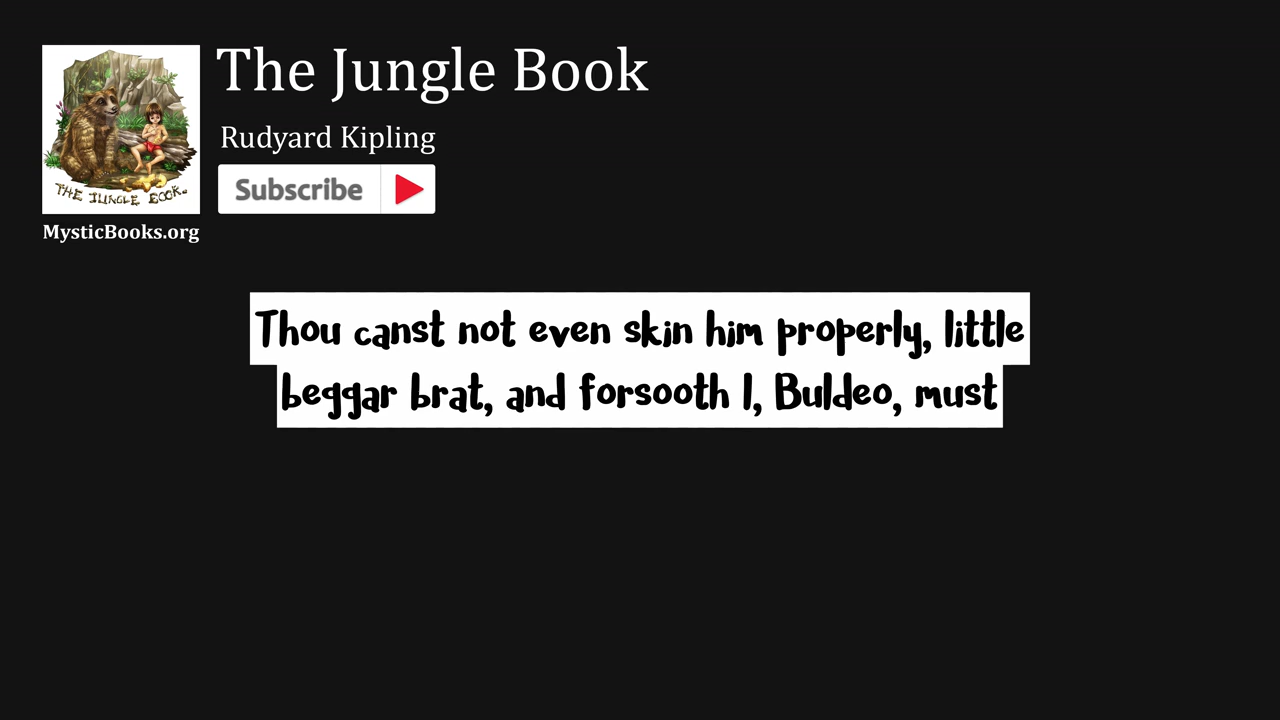 The Jungle Book
Rudyard Kipling
Subscribe
THE JUNGLE BOOK.
MysticBooks.org
Thou canst not even skin him properly, little
beggar brat, and forsooth I, Buldeo, must